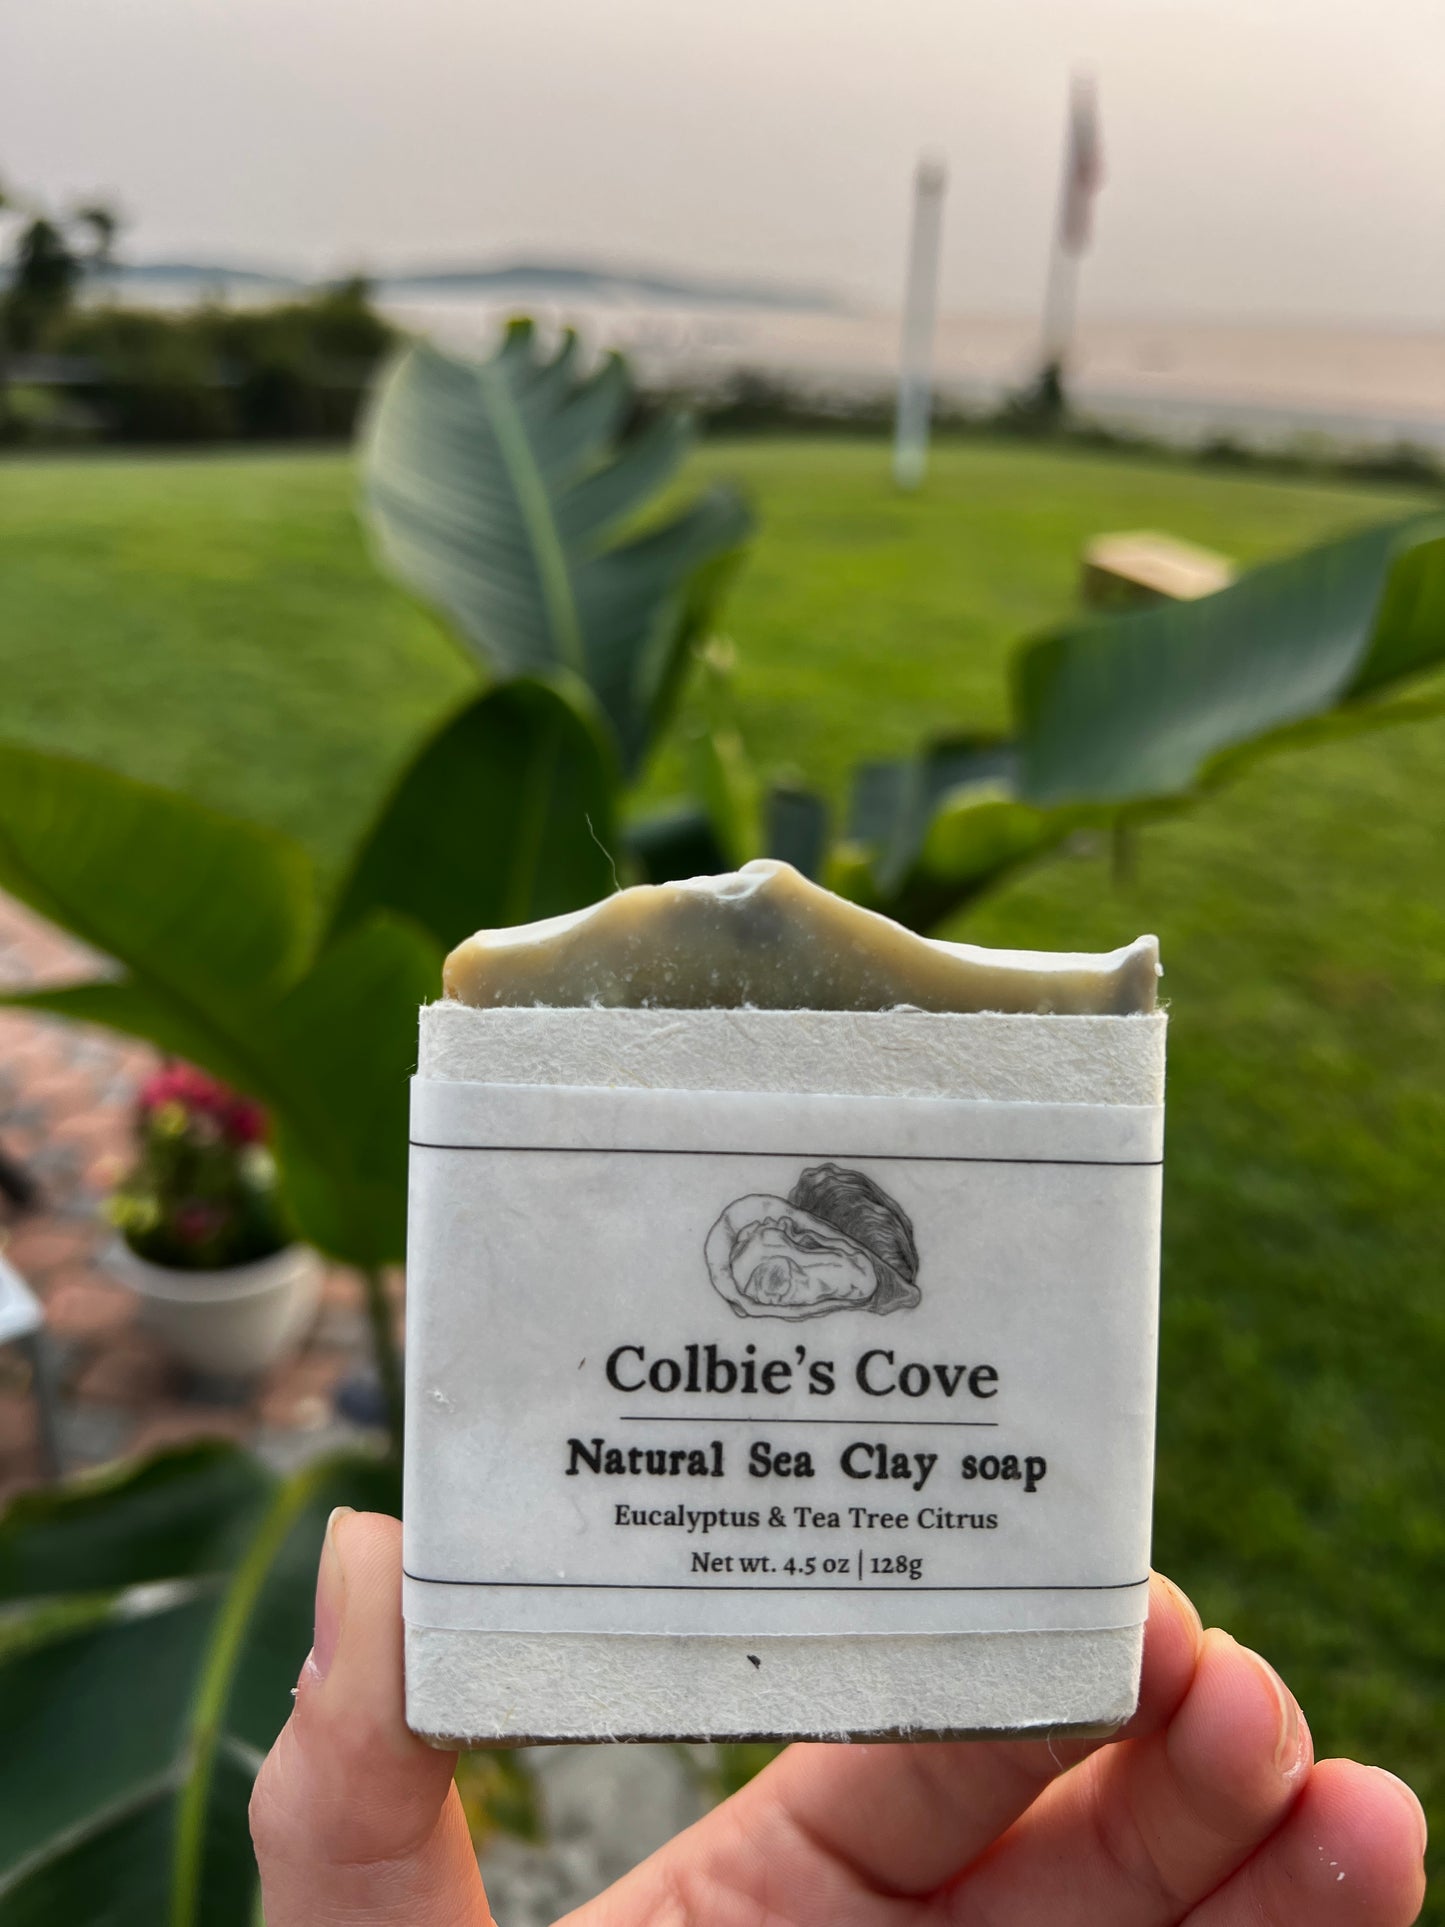 Colbie's Cove
Natural Sea Clay soap
Eucalyptus & Tea Tree Citrus
Net wt. 4.5 oz | 128g